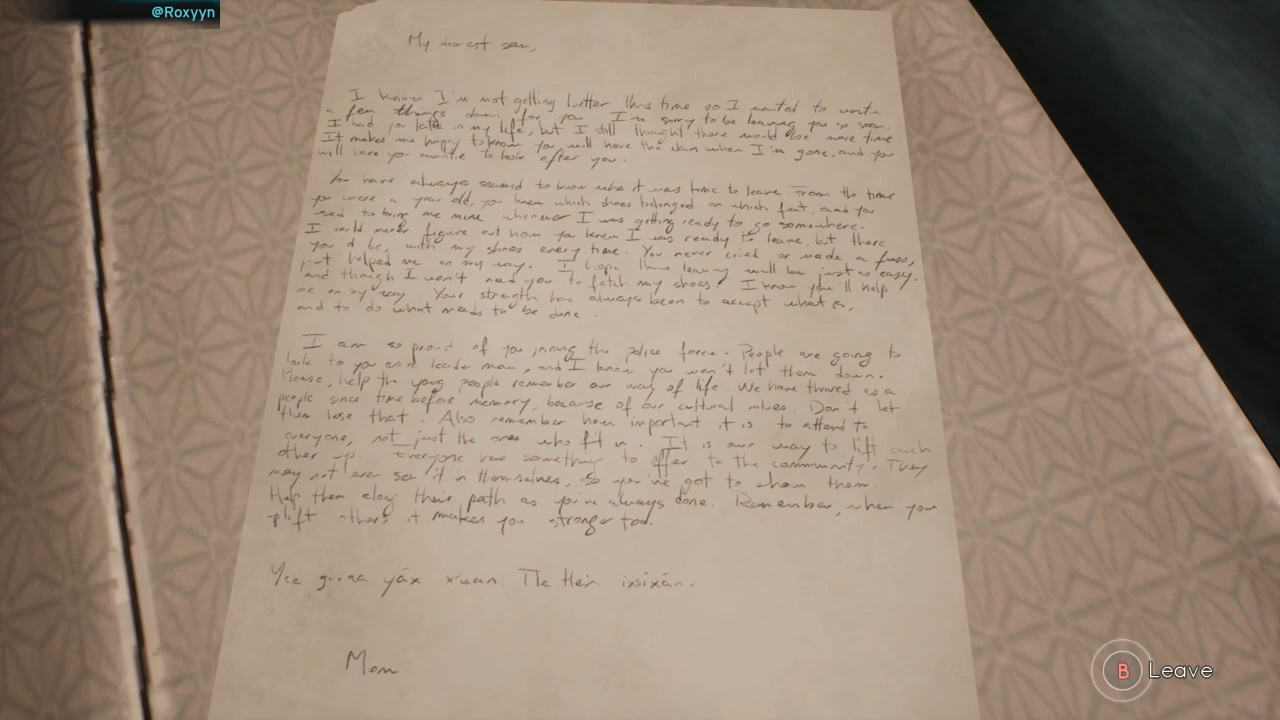 @Roxyyn
My dearest son,
I know I'm not getting better this time so I wanted to write
a few things down for you. I'm sorry to be leaving you so soon.
I had you late in my life, but I still thought there would be more time.
It makes me happy to know you will have the clan when I'm gone, and you
will have your auntie to look after you.
You have always seemed to know when it was time to leave. From the time
you were a year old, you knew which shoes belonged on which feet, and you
used to bring me mine whenever I was getting ready to go somewhere.
I could never figure out how you knew I was ready to leave, but there
you'd be, with my shoes every time. You never cried or made a fuss,
just helped me on my way. I hope this leaving will be just as easy.
and though I won't need you to fetch my shoes, I know you'll help
me on my way. Your strength has always been to accept what is,
and to do what needs to be done.
I am so proud of you joining the police force. People are going to
look to you as a leader now, and I know you won't let them down.
Please, help the young people remember our way of life. We have thrived as a
people since time before memory, because of our cultural values. Don't let
them lose that. Also remember how important it is to attend to
everyone, not just the ones who fit in. It is our way to lift each
other up. Everyone has something to offer to the community. They
may not even see it in themselves, so you've got to show them.
Help them along their path as you've always done. Remember, when you
uplift others it makes you stronger too.
yáx xwan. Tle ixsixán.
Mom
B Leave